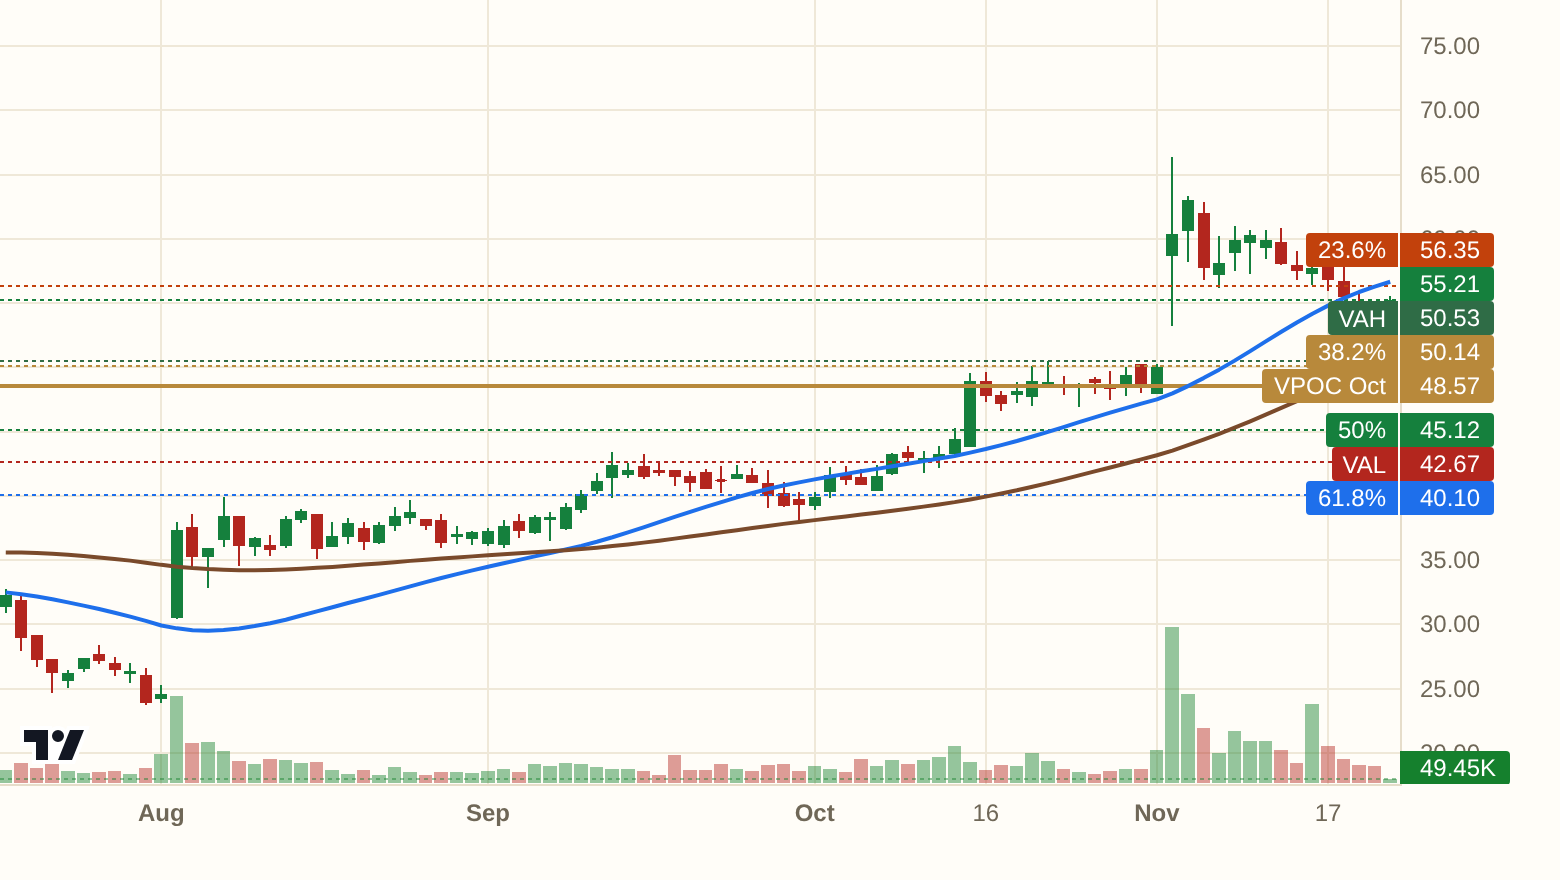 75.00
70.00
65.00
23.6% 56.35
55.21
VAH 50.53
38.2% 50.14
VPOC Oct 48.57
50% 45.12
VAL 42.67
61.8% 40.10
35.00
30.00
25.00
20.00
49.45K
Aug Sep Oct 16 Nov 17